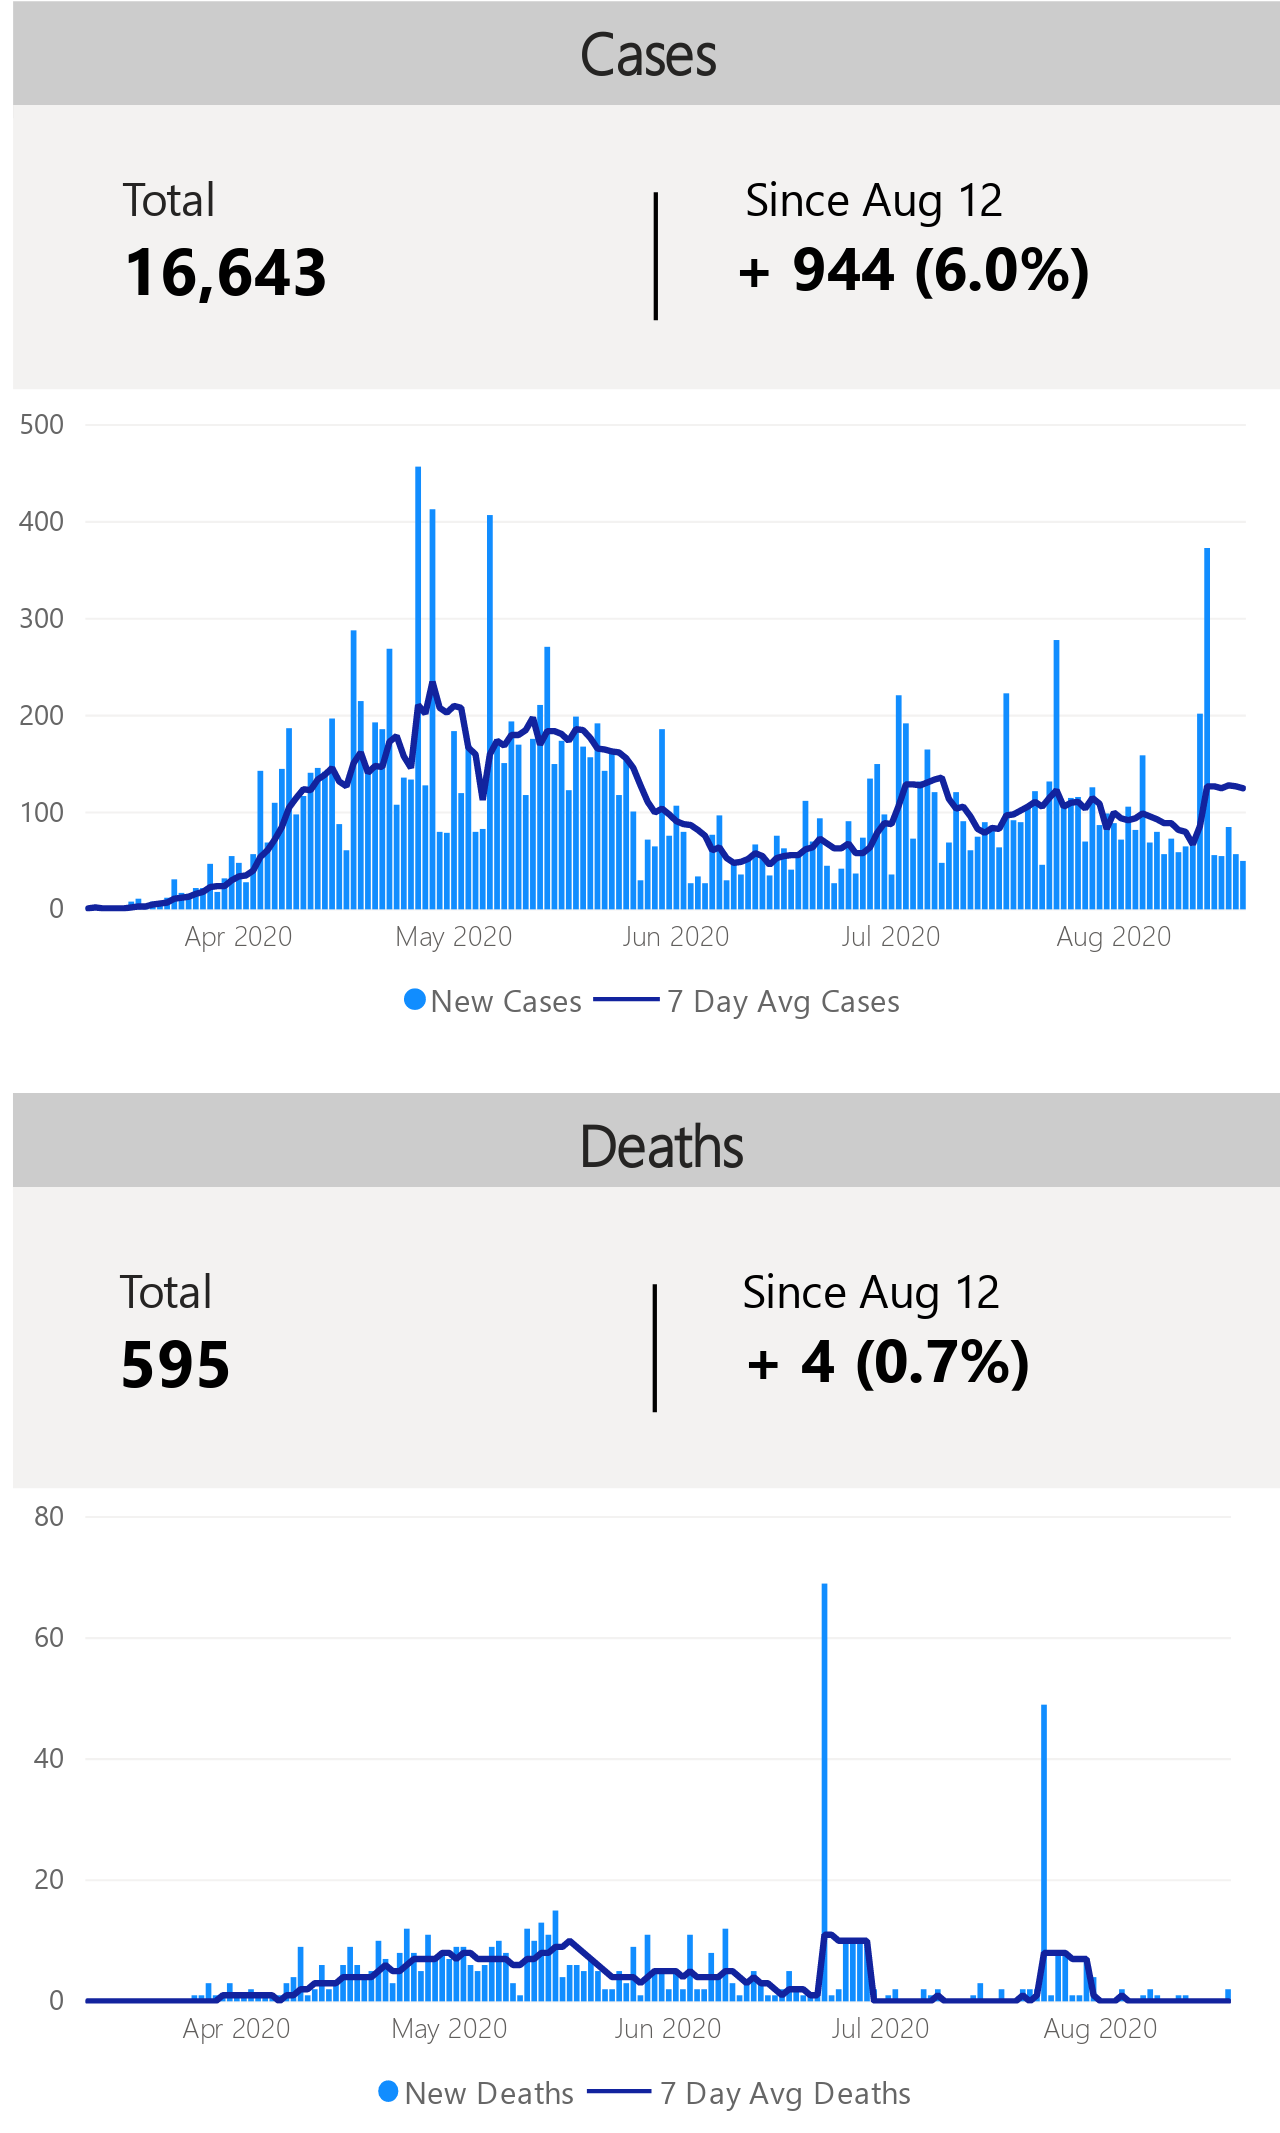 Cases
Total
Since Aug 12
16,643
+ 944 (6.0%)
500
400
300
200
100
0
Apr 2020 May 2020 Jun 2020 Jul 2020 Aug 2020
New Cases 7 Day Avg Cases
Deaths
Total
Since Aug 12
595
+ 4 (0.7%)
80
60
40
20
0
Apr 2020 May 2020 Jun 2020 Jul 2020 Aug 2020
New Deaths 7 Day Avg Deaths